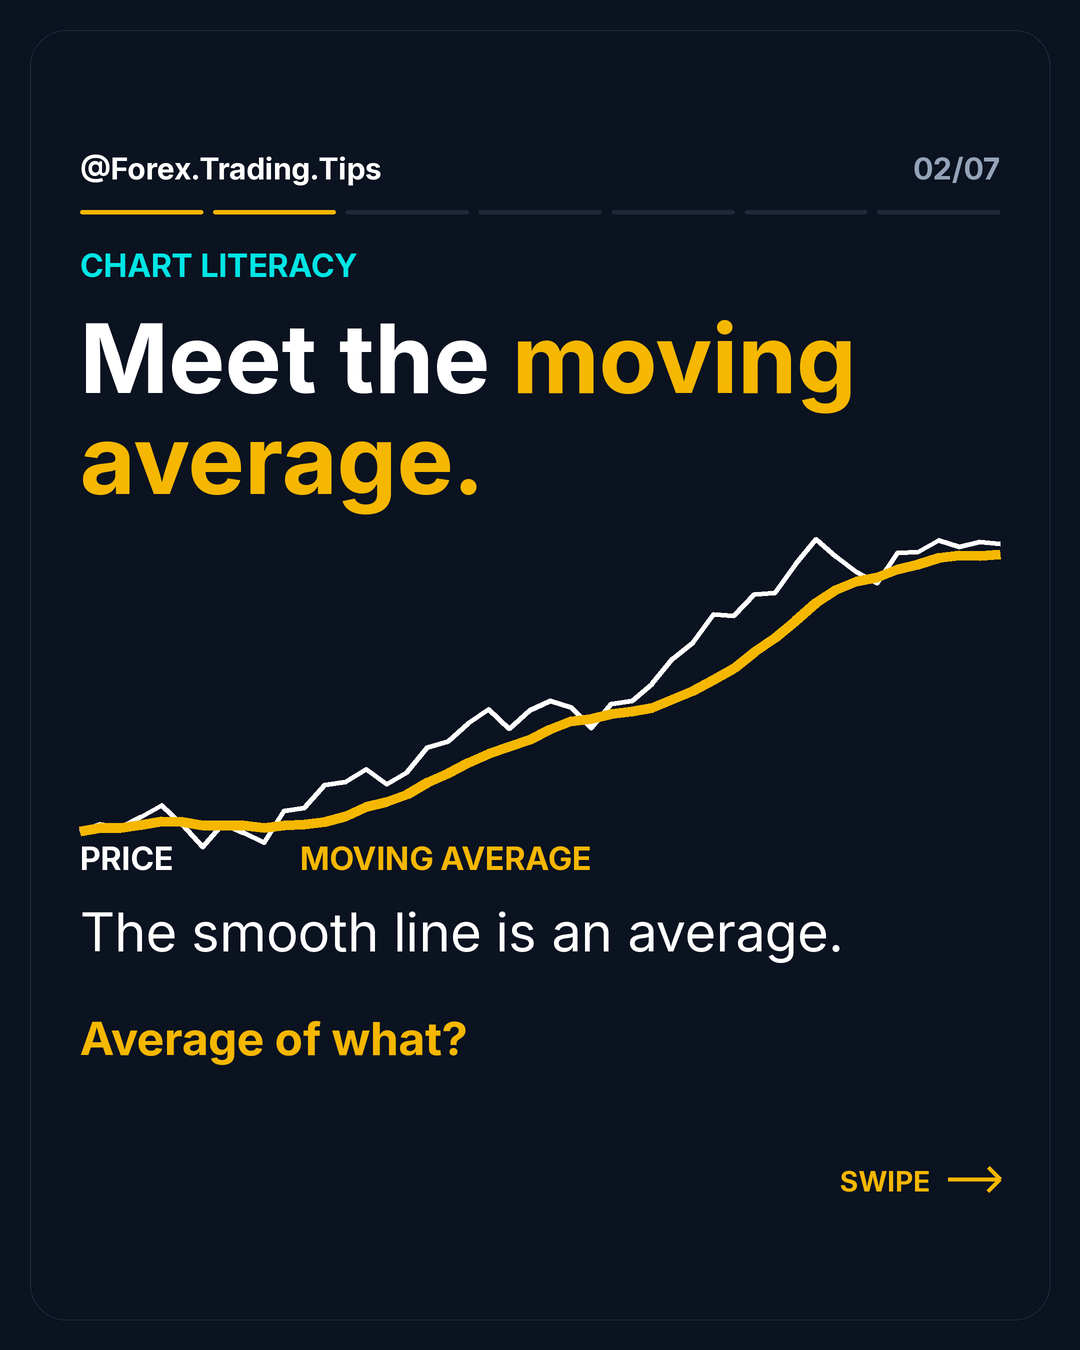 @Forex.Trading.Tips
02/07
CHART LITERACY
Meet the moving
average.
PRICE
MOVING AVERAGE
The smooth line is an average.
Average of what?
SWIPE